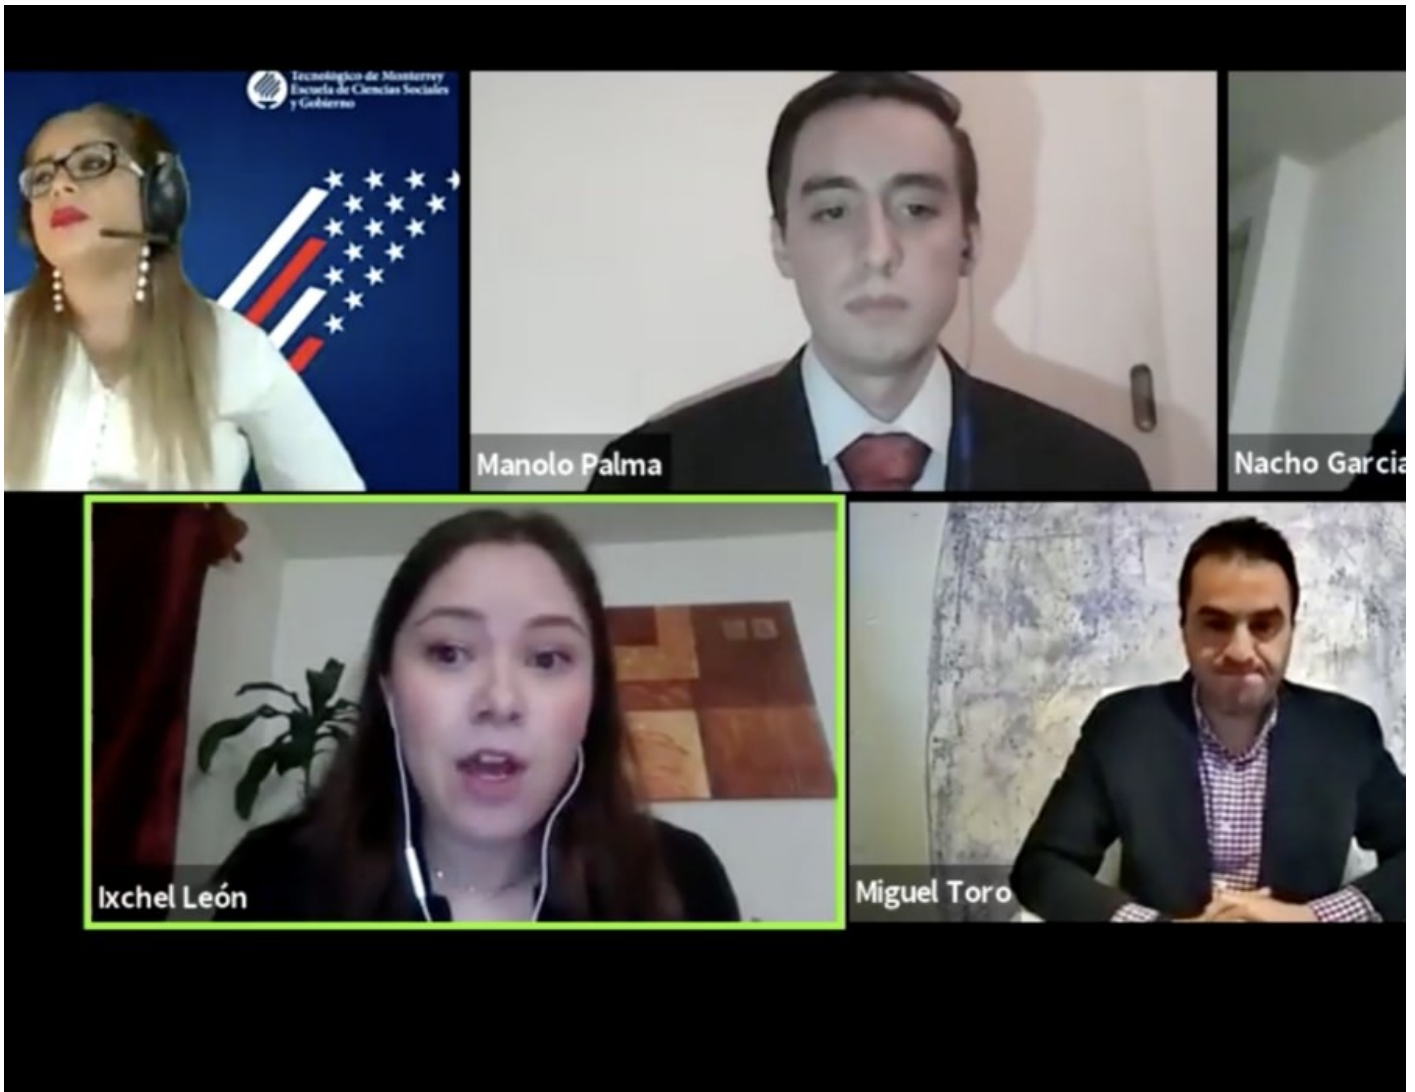 Tecnológico de Monterrey
Escuela de Ciencias Sociales
y Gobierno
Manolo Palma
Nacho Garcia
Ixchel León
Miguel Toro